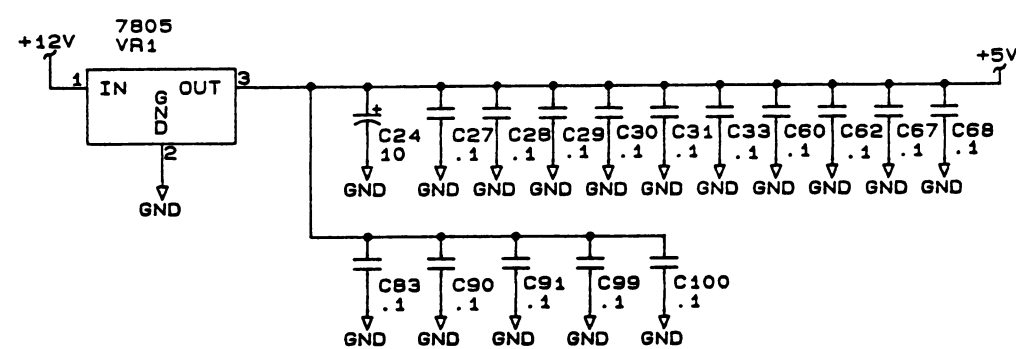 7805
VR1
+12V
+5V
1
IN
OUT
3
GND
2
GND
C24
10
C27
.1
C28
.1
C29
.1
C30
.1
C31
.1
C33
.1
C60
.1
C62
.1
C67
.1
C68
.1
+
GND
GND
GND
GND
GND
GND
GND
GND
GND
GND
GND
C83
.1
C90
.1
C91
.1
C99
.1
C100
.1
GND
GND
GND
GND
GND